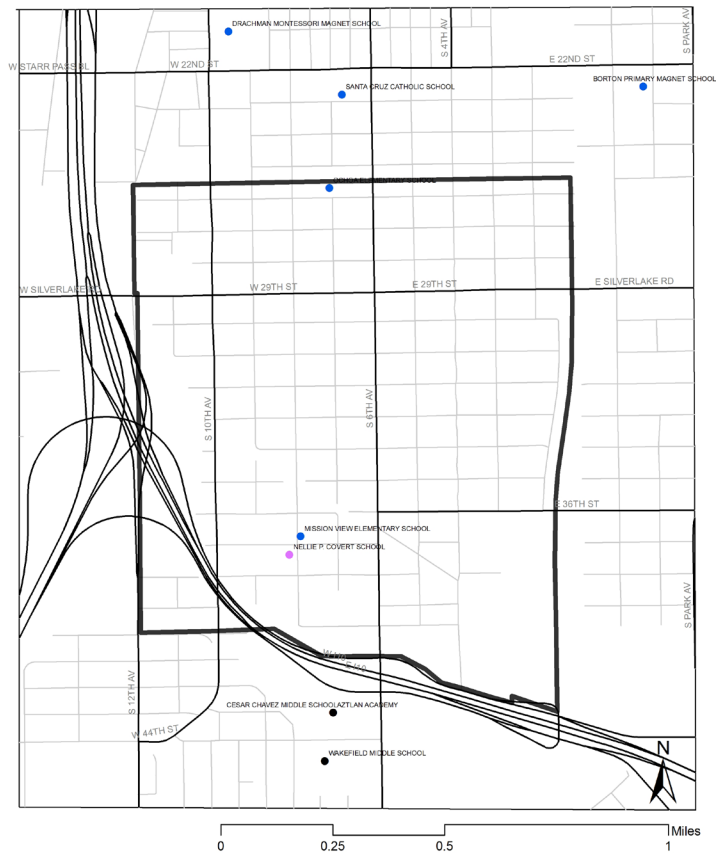 DRACHMAN MONTESSORI MAGNET SCHOOL
S 4TH AV
S PARK AV
W STARR PASS BL
W 22ND ST
E 22ND ST
SANTA CRUZ CATHOLIC SCHOOL
BORTON PRIMARY MAGNET SCHOOL
OCHOA ELEMENTARY SCHOOL
W SILVERLAKE RD
W 29TH ST
E 29TH ST
E SILVERLAKE RD
S 10TH AV
S 6TH AV
E 36TH ST
MISSION VIEW ELEMENTARY SCHOOL
NELLIE P. COVERT SCHOOL
S PARK AV
S 12TH AV
CESAR CHAVEZ MIDDLE SCHOOLAZTLAN ACADEMY
W 44TH ST
WAKEFIELD MIDDLE SCHOOL
N
Miles
0 0.25 0.5 1